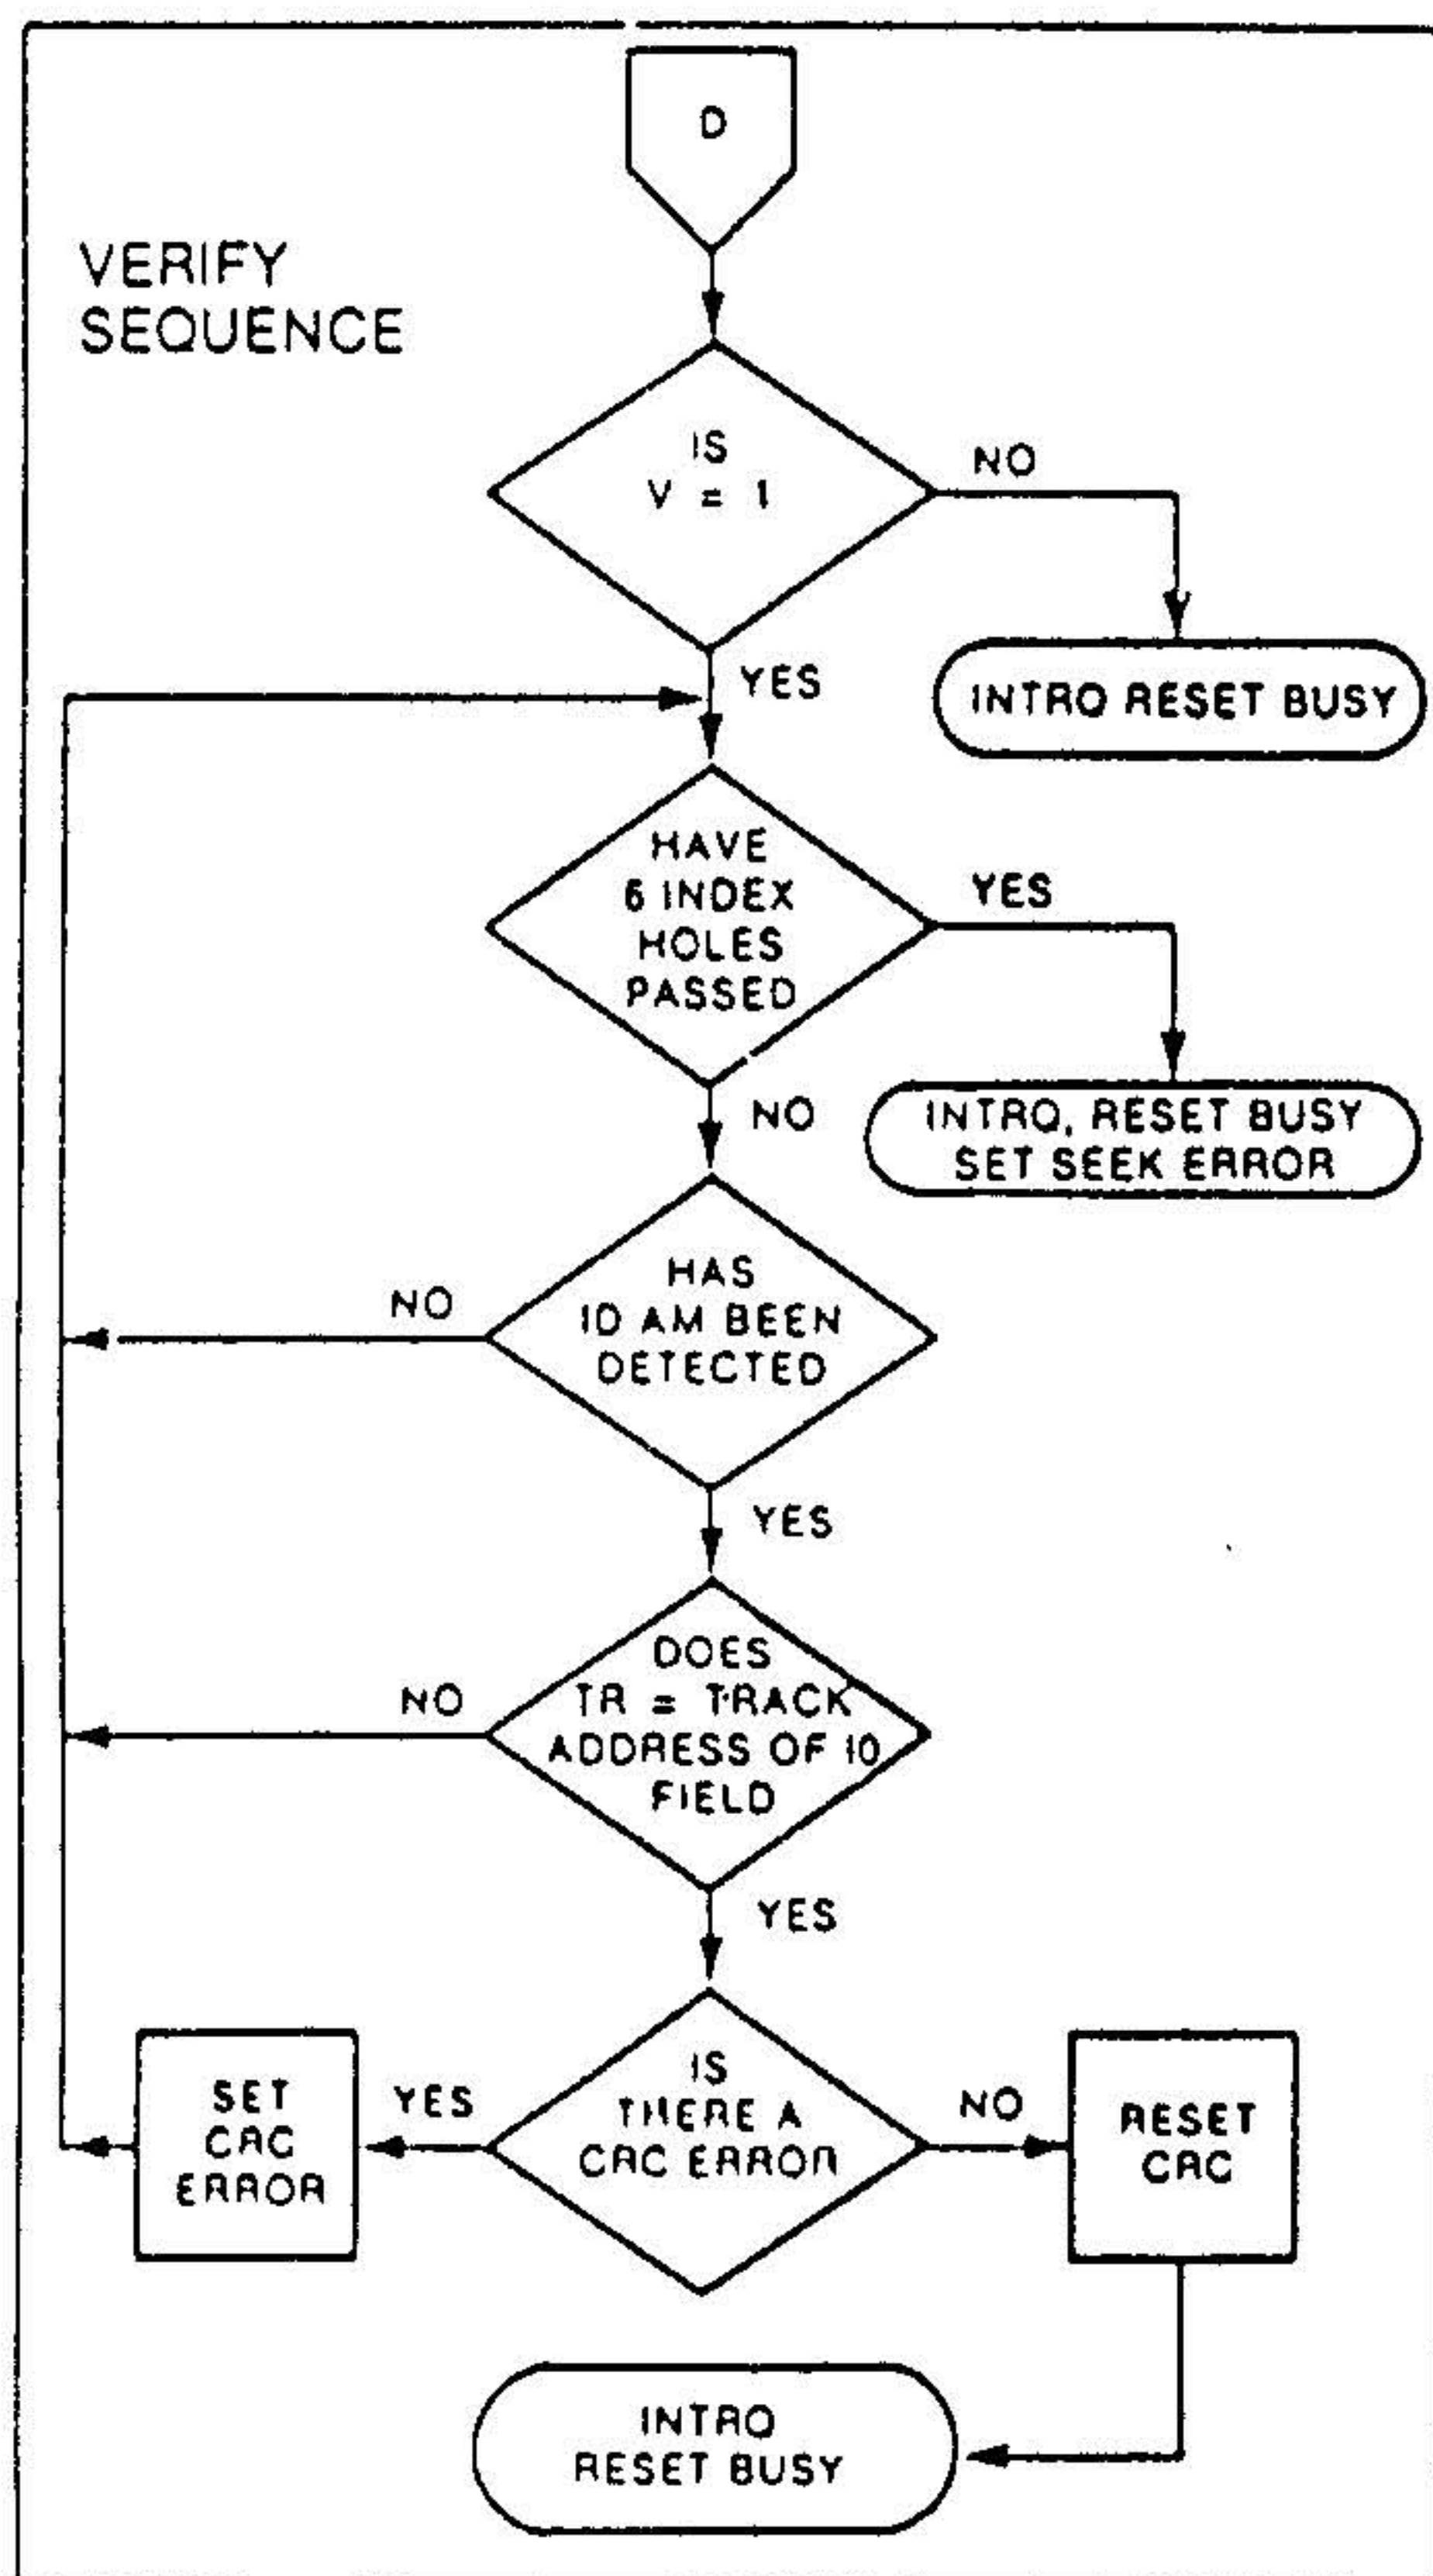 D
VERIFY
SEQUENCE
IS
V = 1
NO
YES
INTRQ RESET BUSY
HAVE
6 INDEX
HOLES
PASSED
YES
NO
INTRQ, RESET BUSY
SET SEEK ERROR
HAS
ID AM BEEN
DETECTED
NO
YES
DOES
TR = TRACK
ADDRESS OF ID
FIELD
NO
YES
IS
THERE A
CRC ERROR
YES
NO
SET
CRC
ERROR
RESET
CRC
INTRQ
RESET BUSY